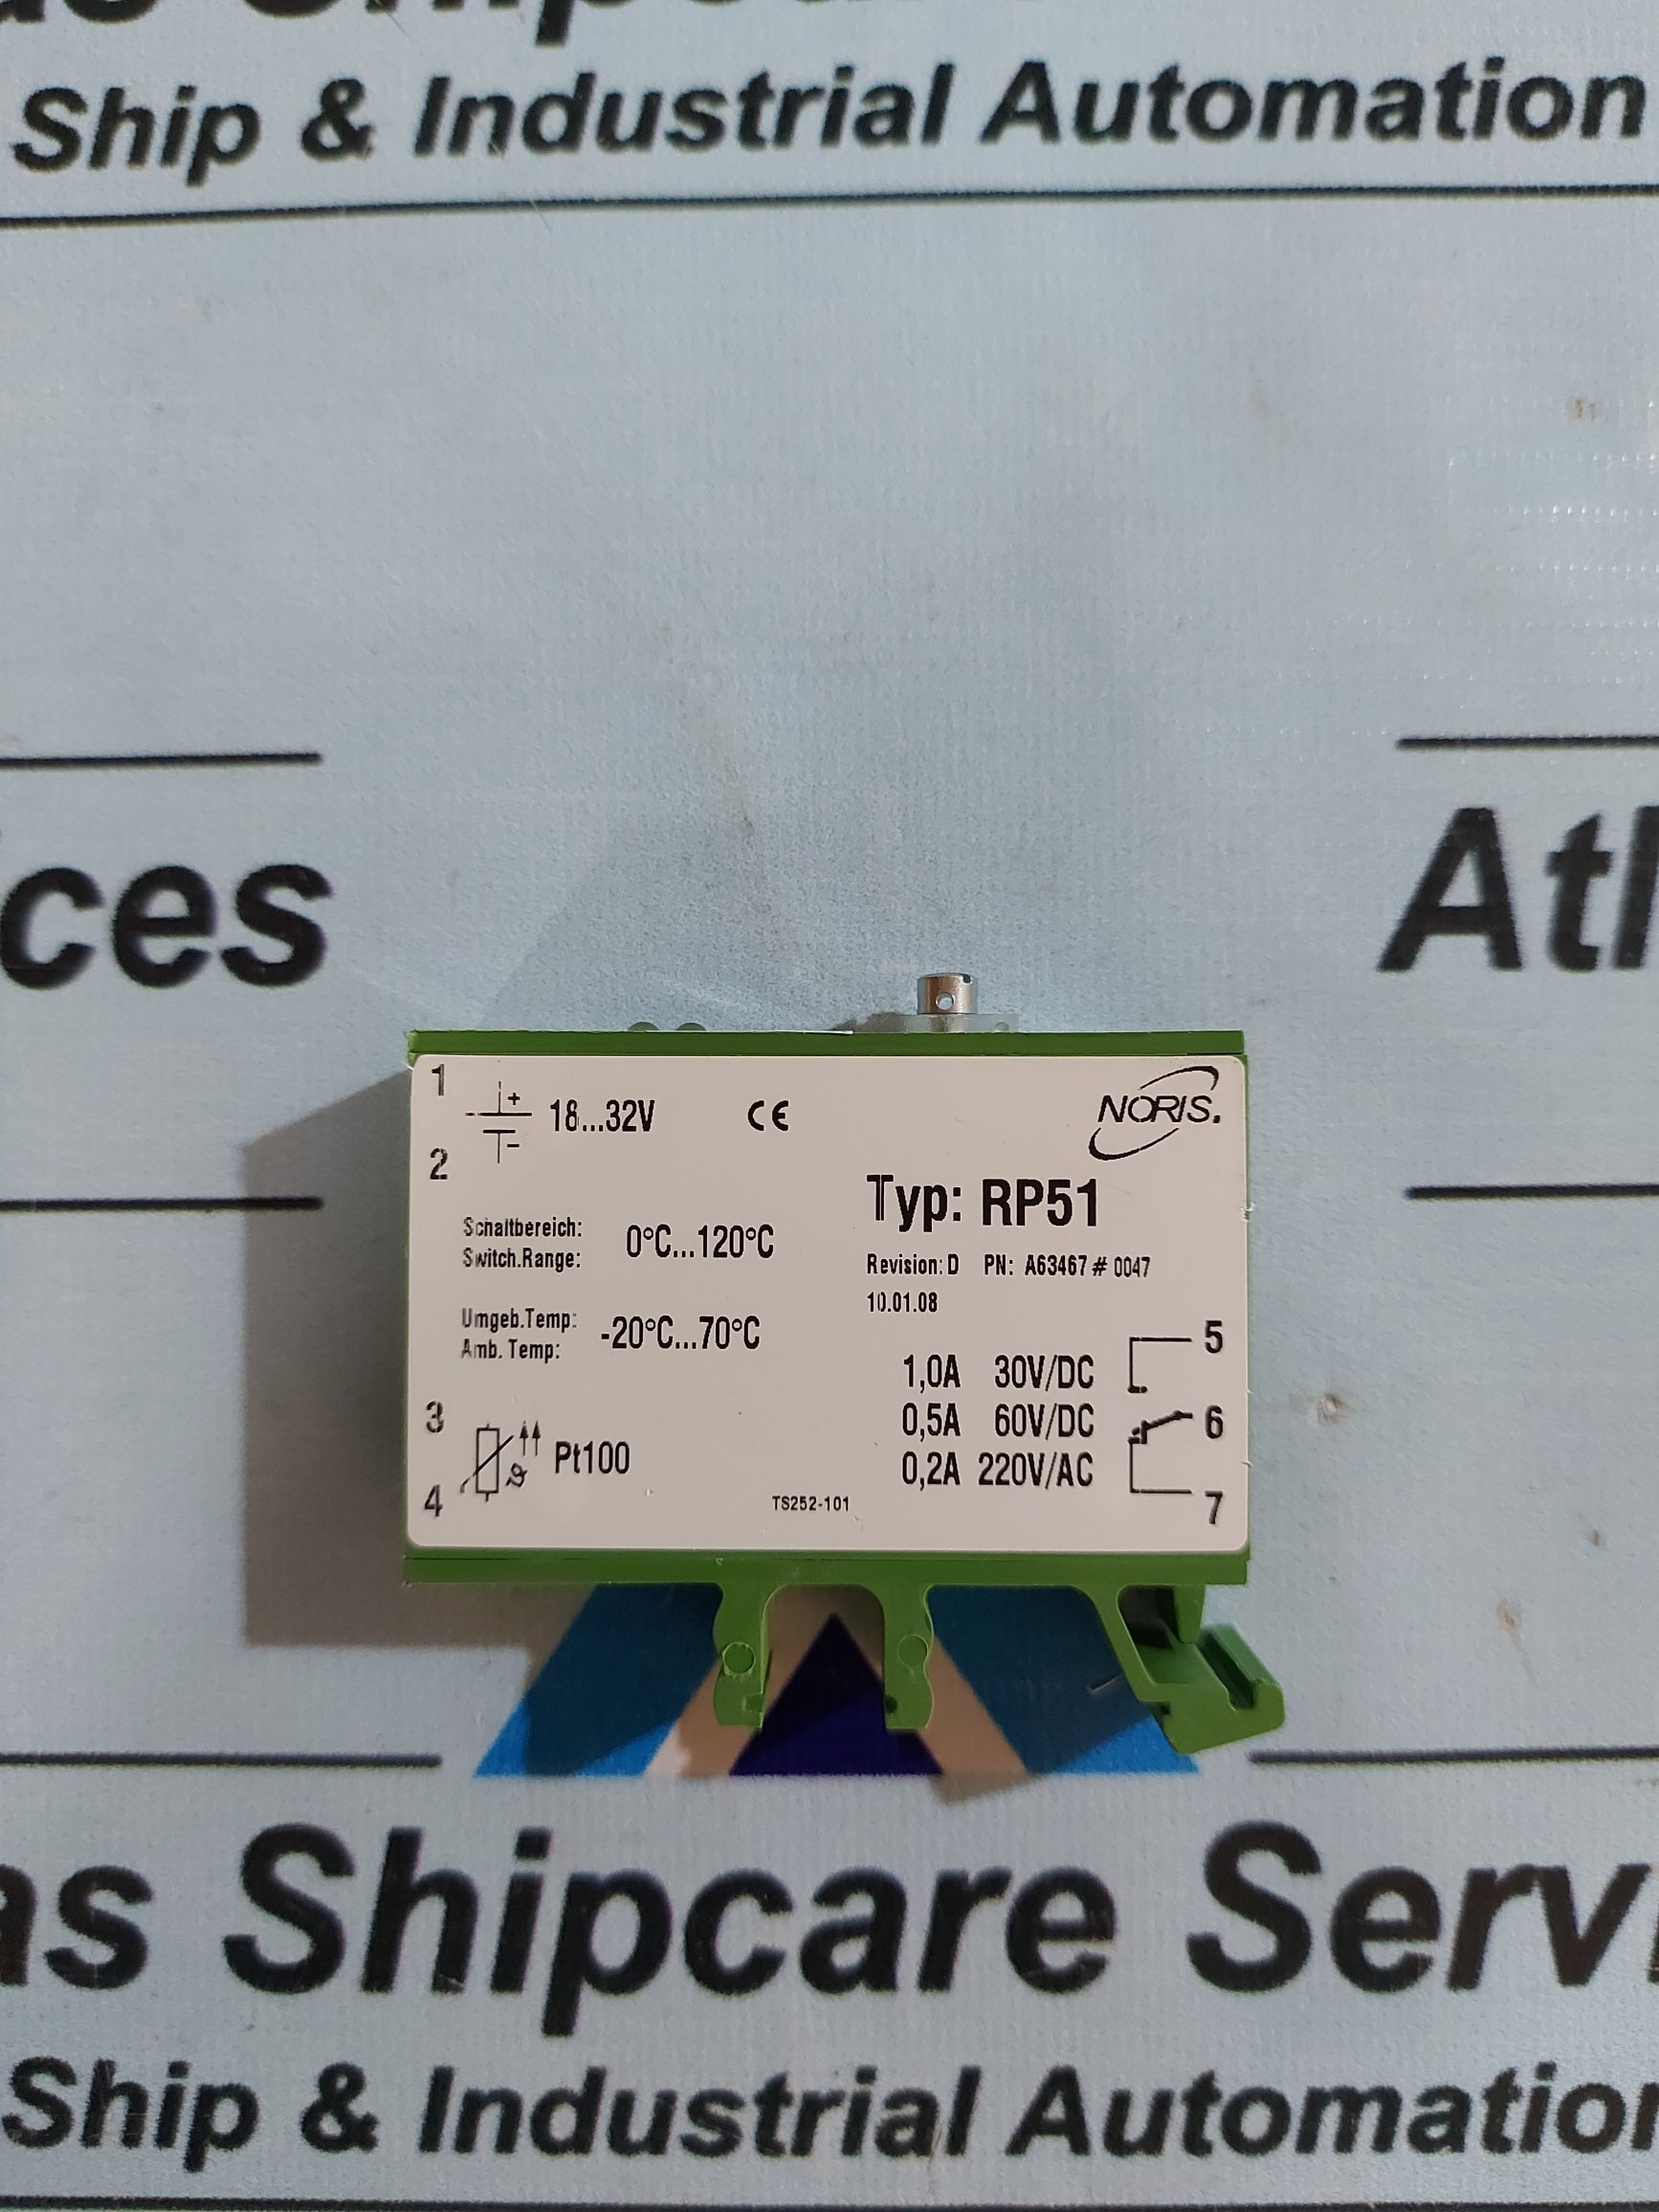 Ship & Industrial Automation
ces
Atl
1
+
18...32V
CE
NORIS.
2
-
Typ: RP51
Schaltbereich:
Switch.Range:
0°C...120°C
Revision: D PN: A63467 # 0047
10.01.08
Umgeb.Temp:
Amb. Temp:
-20°C...70°C
5
1,0A 30V/DC
3
0,5A 60V/DC
6
ϑ Pt100
0,2A 220V/AC
4
TS252-101
7
as Shipcare Servi
Ship & Industrial Automation